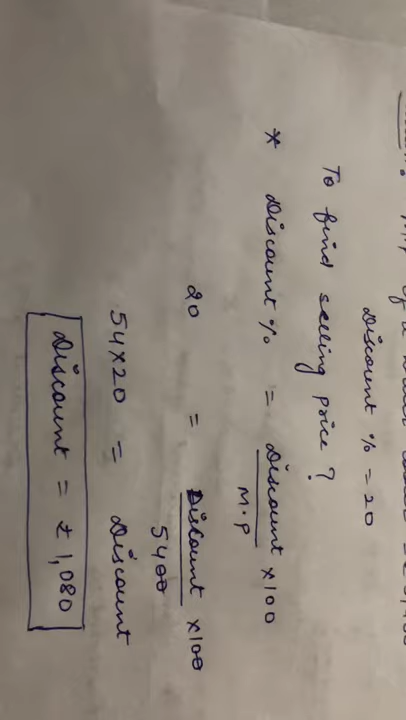 M.P of a
Discount % = 20
To find selling price ?
* Discount % = Discount × 100
M.P
20 = Discount × 100
5400
54×20 = Discount
Discount = ₹ 1,080